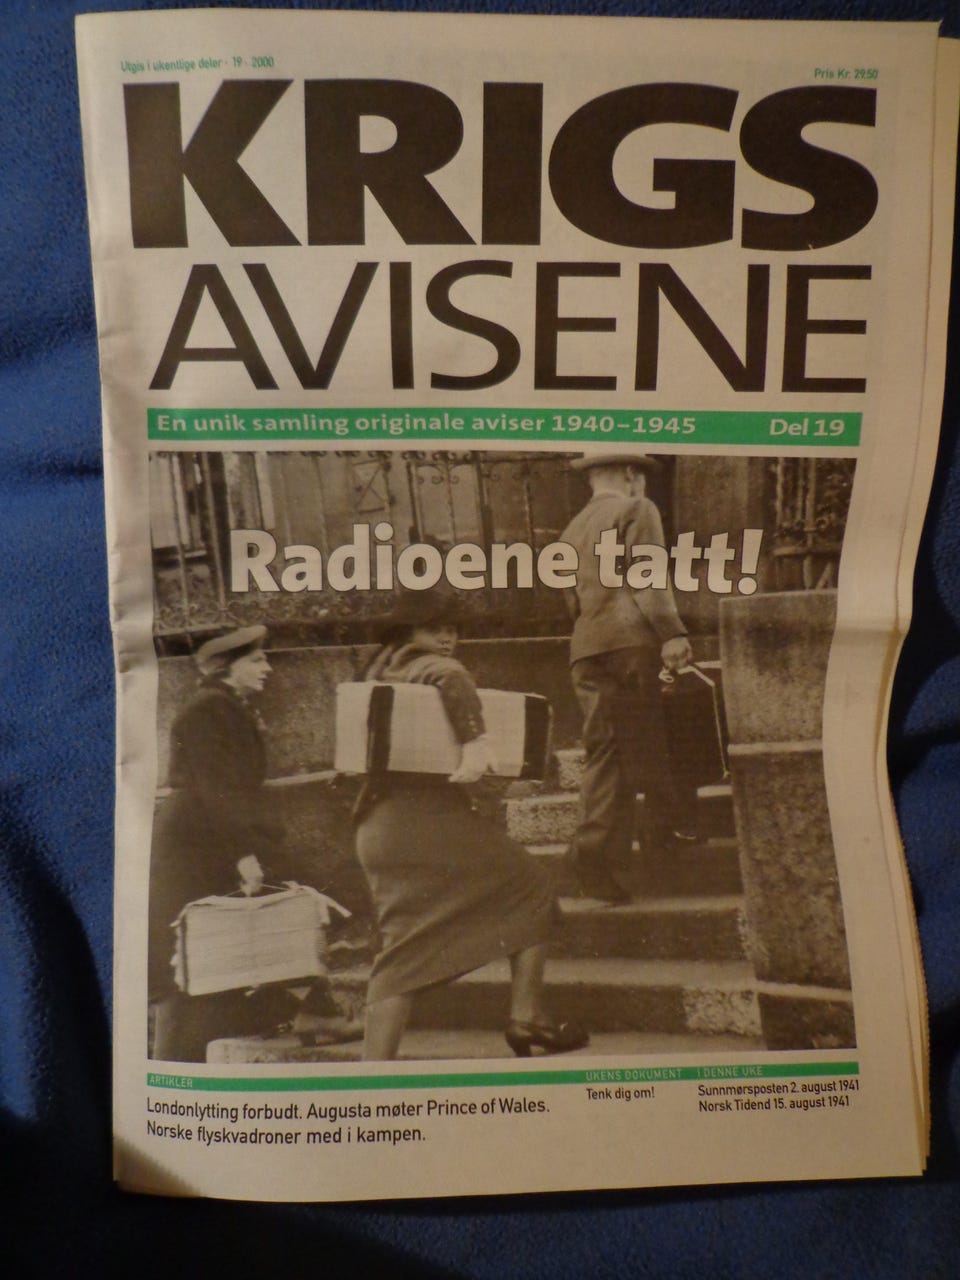 Utgis i ukentlige deler · 19 · 2000
Pris Kr. 29.50
KRIGS
AVISENE
En unik samling originale aviser 1940–1945
Del 19
Radioene tatt!
ARTIKLER
Londonlytting forbudt. Augusta møter Prince of Wales.
Norske flyskvadroner med i kampen.
UKENS DOKUMENT
Tenk dig om!
I DENNE UKE
Sunnmørsposten 2. august 1941
Norsk Tidend 15. august 1941